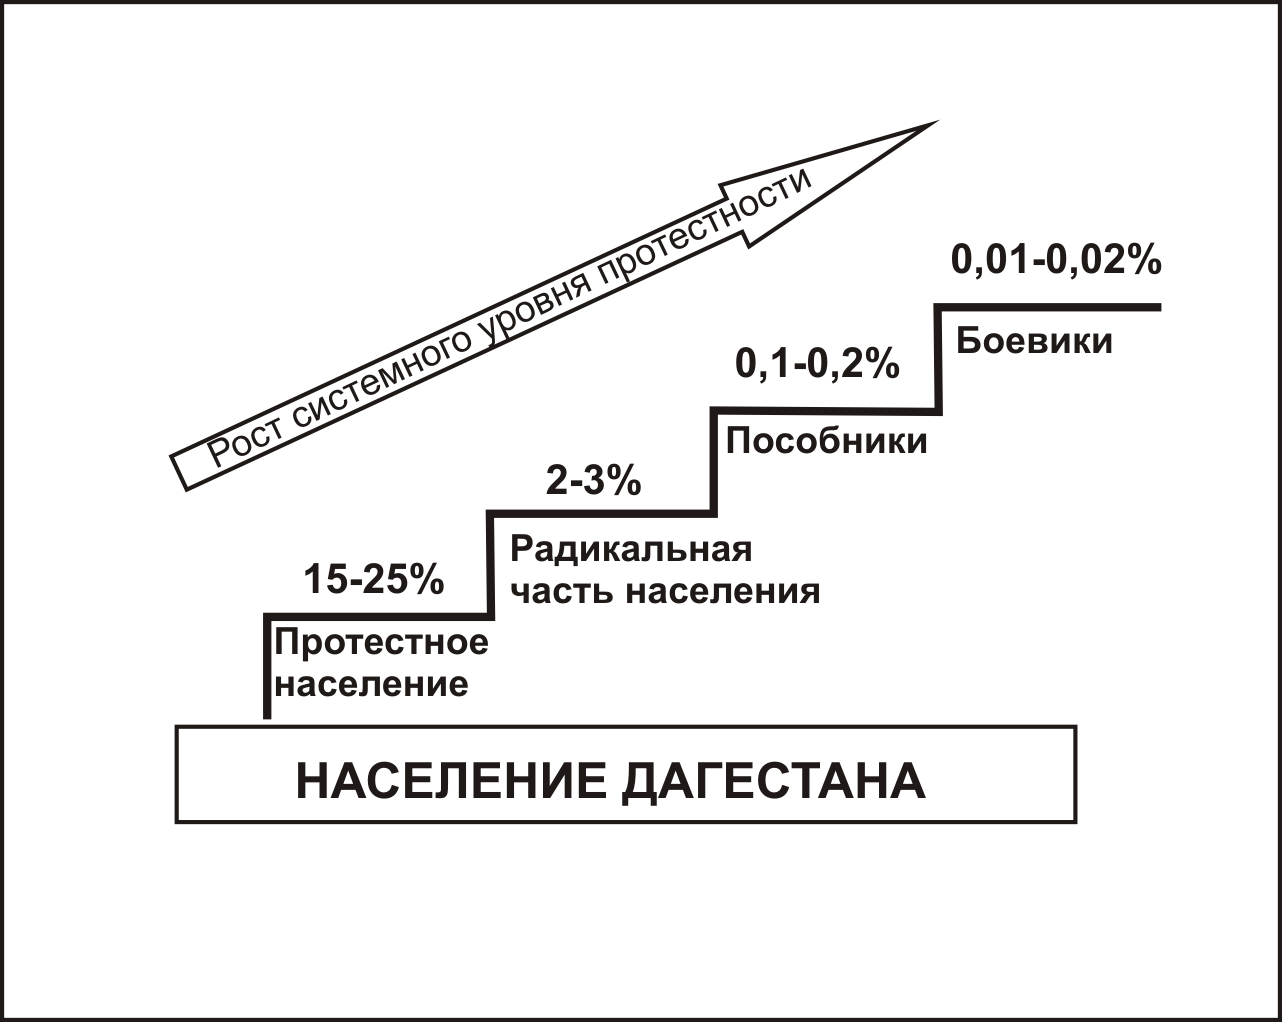 Рост системного уровня протестности
0,01-0,02%
Боевики
0,1-0,2%
Пособники
2-3%
Радикальная
часть населения
15-25%
Протестное
население
НАСЕЛЕНИЕ ДАГЕСТАНА